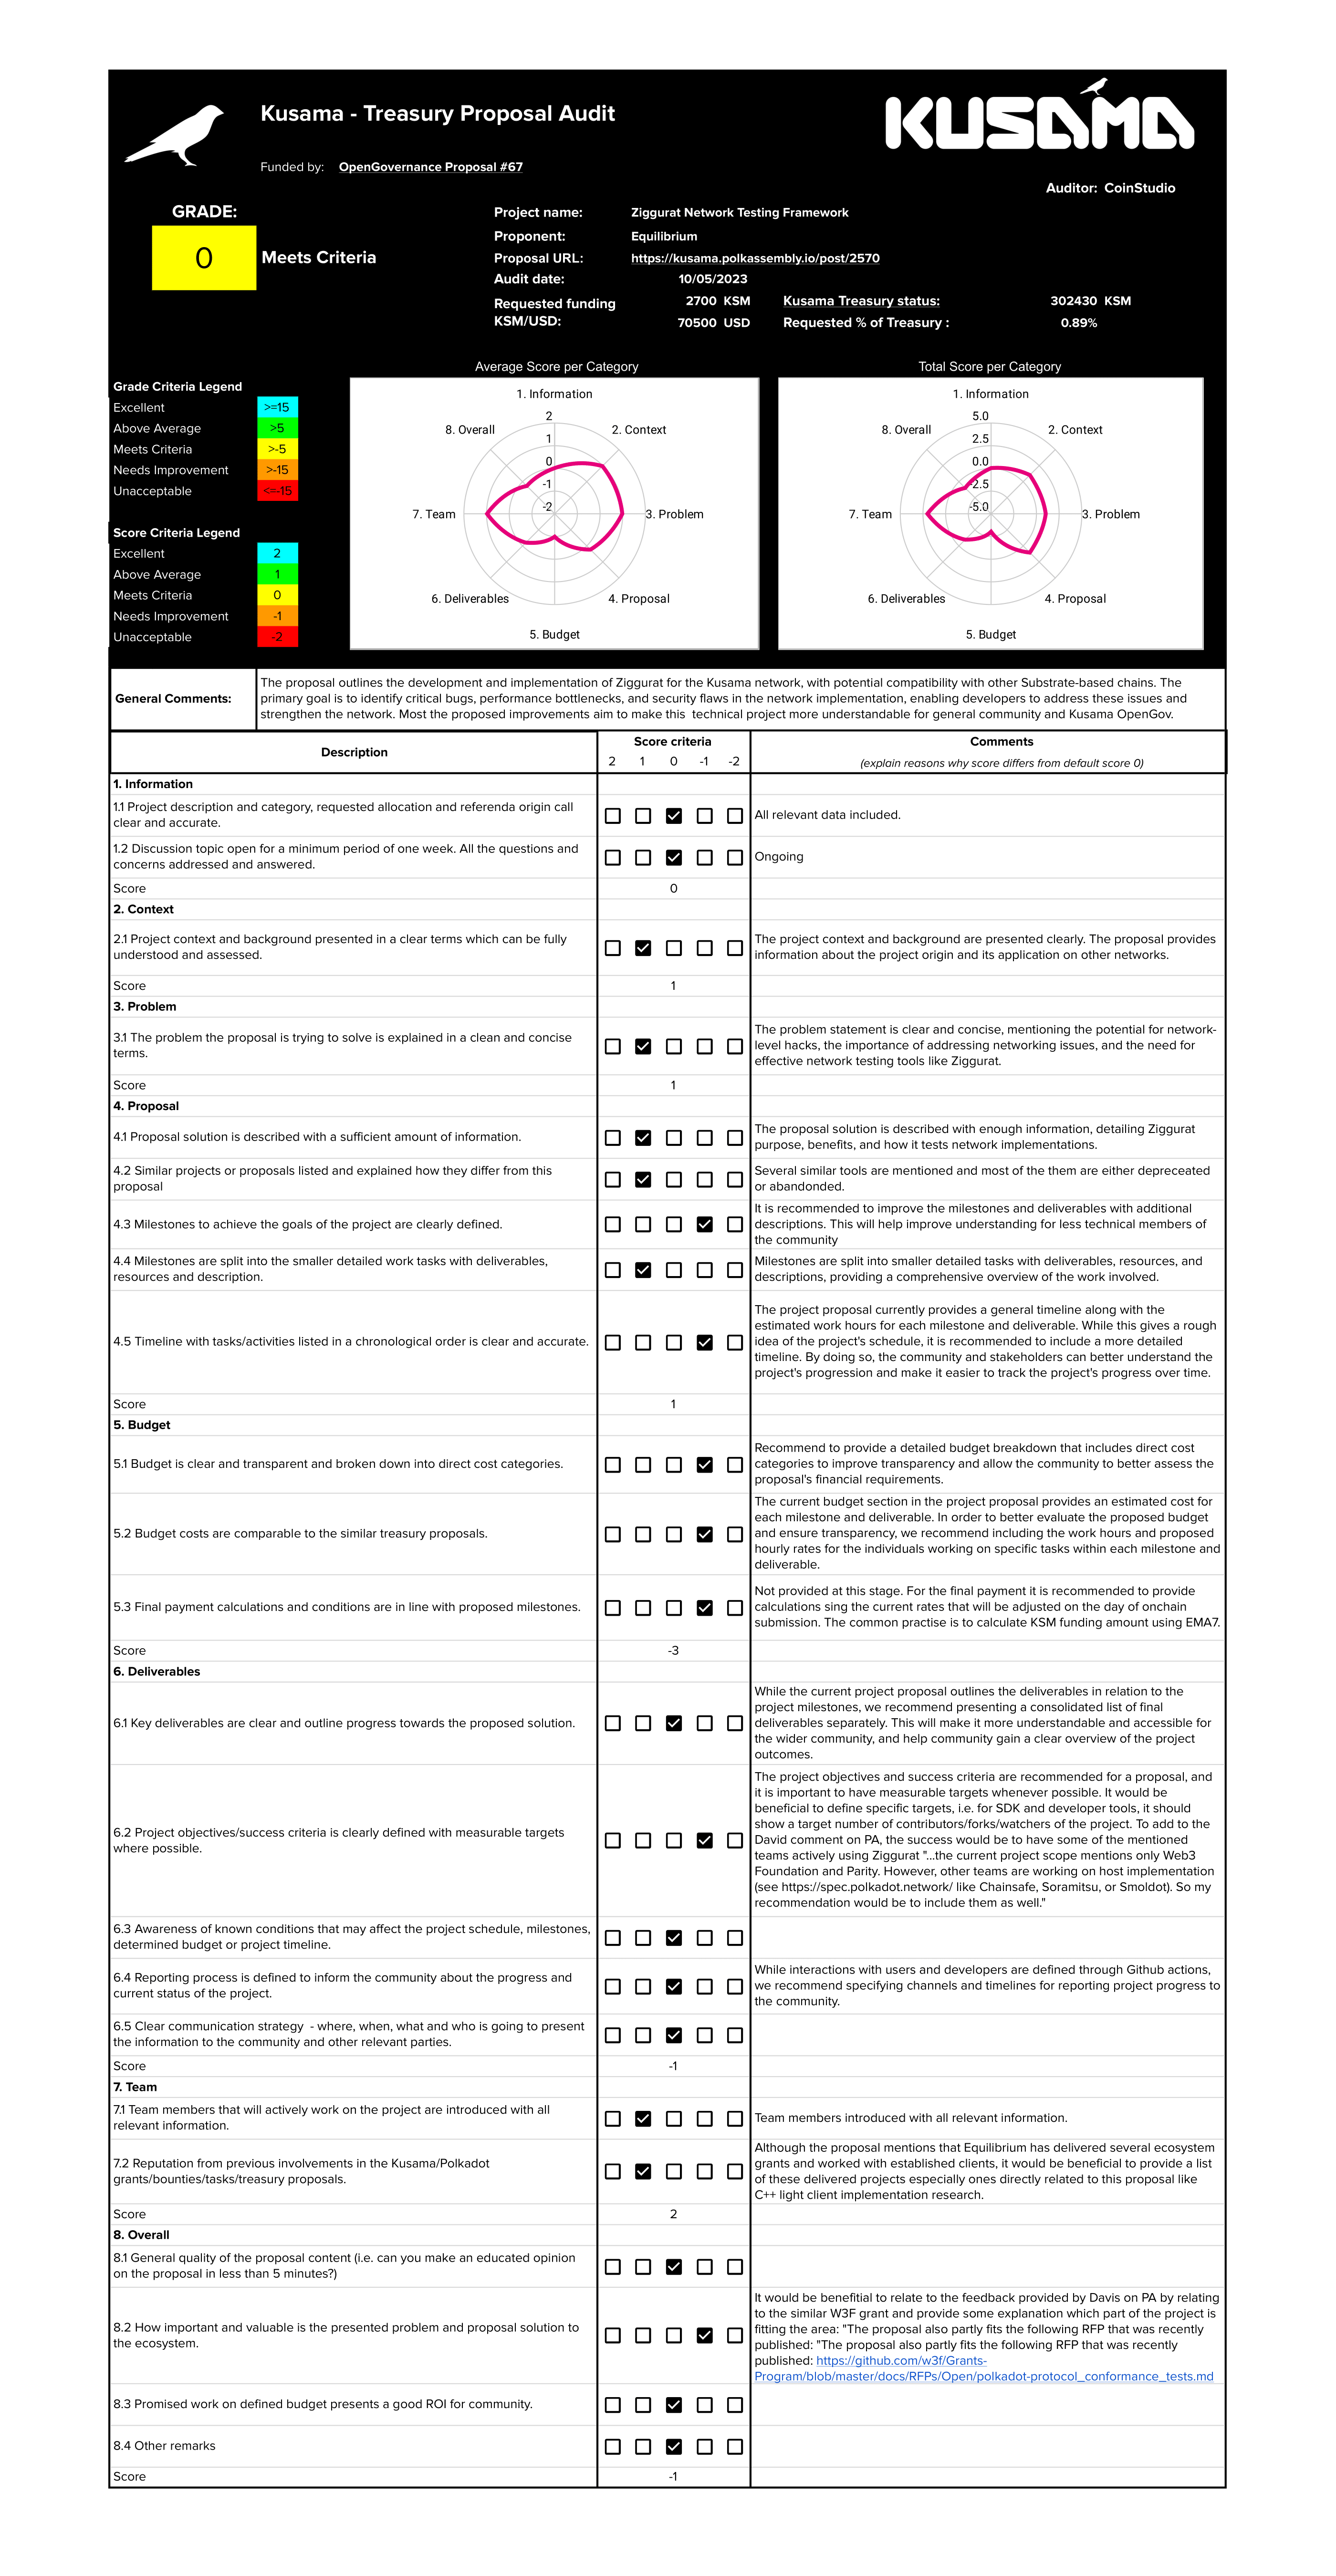 Kusama - Treasury Proposal Audit
KUSAMA
Funded by: OpenGovernance Proposal #67
Auditor: CoinStudio
GRADE:
0
Meets Criteria
Project name: Ziggurat Network Testing Framework
Proponent: Equilibrium
Proposal URL: https://kusama.polkassembly.io/post/2570
Audit date: 10/05/2023
Requested funding 2700 KSM Kusama Treasury status: 302430 KSM
KSM/USD: 70500 USD Requested % of Treasury : 0.89%
Grade Criteria Legend
Excellent >=15
Above Average >5
Meets Criteria >-5
Needs Improvement >-15
Unacceptable <=-15
Score Criteria Legend
Excellent 2
Above Average 1
Meets Criteria 0
Needs Improvement -1
Unacceptable -2
Average Score per Category
1. Information
2
8. Overall
2. Context
1
0
-1
7. Team
-2
3. Problem
6. Deliverables
4. Proposal
5. Budget
Total Score per Category
1. Information
5.0
8. Overall
2. Context
2.5
0.0
-2.5
7. Team
-5.0
3. Problem
6. Deliverables
4. Proposal
5. Budget
General Comments:
The proposal outlines the development and implementation of Ziggurat for the Kusama network, with potential compatibility with other Substrate-based chains. The
primary goal is to identify critical bugs, performance bottlenecks, and security flaws in the network implementation, enabling developers to address these issues and
strengthen the network. Most the proposed improvements aim to make this technical project more understandable for general community and Kusama OpenGov.
Description
Score criteria
2 1 0 -1 -2
Comments
(explain reasons why score differs from default score 0)
1. Information
1.1 Project description and category, requested allocation and referenda origin call
clear and accurate.
All relevant data included.
1.2 Discussion topic open for a minimum period of one week. All the questions and
concerns addressed and answered.
Ongoing
Score 0
2. Context
2.1 Project context and background presented in a clear terms which can be fully
understood and assessed.
The project context and background are presented clearly. The proposal provides
information about the project origin and its application on other networks.
Score 1
3. Problem
3.1 The problem the proposal is trying to solve is explained in a clean and concise
terms.
The problem statement is clear and concise, mentioning the potential for network-
level hacks, the importance of addressing networking issues, and the need for
effective network testing tools like Ziggurat.
Score 1
4. Proposal
4.1 Proposal solution is described with a sufficient amount of information.
The proposal solution is described with enough information, detailing Ziggurat
purpose, benefits, and how it tests network implementations.
4.2 Similar projects or proposals listed and explained how they differ from this
proposal
Several similar tools are mentioned and most of the them are either depreceated
or abandonded.
4.3 Milestones to achieve the goals of the project are clearly defined.
It is recommended to improve the milestones and deliverables with additional
descriptions. This will help improve understanding for less technical members of
the community
4.4 Milestones are split into the smaller detailed work tasks with deliverables,
resources and description.
Milestones are split into smaller detailed tasks with deliverables, resources, and
descriptions, providing a comprehensive overview of the work involved.
4.5 Timeline with tasks/activities listed in a chronological order is clear and accurate.
The project proposal currently provides a general timeline along with the
estimated work hours for each milestone and deliverable. While this gives a rough
idea of the project's schedule, it is recommended to include a more detailed
timeline. By doing so, the community and stakeholders can better understand the
project's progression and make it easier to track the project's progress over time.
Score 1
5. Budget
5.1 Budget is clear and transparent and broken down into direct cost categories.
Recommend to provide a detailed budget breakdown that includes direct cost
categories to improve transparency and allow the community to better assess the
proposal's financial requirements.
5.2 Budget costs are comparable to the similar treasury proposals.
The current budget section in the project proposal provides an estimated cost for
each milestone and deliverable. In order to better evaluate the proposed budget
and ensure transparency, we recommend including the work hours and proposed
hourly rates for the individuals working on specific tasks within each milestone and
deliverable.
5.3 Final payment calculations and conditions are in line with proposed milestones.
Not provided at this stage. For the final payment it is recommended to provide
calculations sing the current rates that will be adjusted on the day of onchain
submission. The common practise is to calculate KSM funding amount using EMA7.
Score -3
6. Deliverables
6.1 Key deliverables are clear and outline progress towards the proposed solution.
While the current project proposal outlines the deliverables in relation to the
project milestones, we recommend presenting a consolidated list of final
deliverables separately. This will make it more understandable and accessible for
the wider community, and help community gain a clear overview of the project
outcomes.
6.2 Project objectives/success criteria is clearly defined with measurable targets
where possible.
The project objectives and success criteria are recommended for a proposal, and
it is important to have measurable targets whenever possible. It would be
beneficial to define specific targets, i.e. for SDK and developer tools, it should
show a target number of contributors/forks/watchers of the project. To add to the
David comment on PA, the success would be to have some of the mentioned
teams actively using Ziggurat "...the current project scope mentions only Web3
Foundation and Parity. However, other teams are working on host implementation
(see https://spec.polkadot.network/ like Chainsafe, Soramitsu, or Smoldot). So my
recommendation would be to include them as well."
6.3 Awareness of known conditions that may affect the project schedule, milestones,
determined budget or project timeline.
6.4 Reporting process is defined to inform the community about the progress and
current status of the project.
While interactions with users and developers are defined through Github actions,
we recommend specifying channels and timelines for reporting project progress to
the community.
6.5 Clear communication strategy - where, when, what and who is going to present
the information to the community and other relevant parties.
Score -1
7. Team
7.1 Team members that will actively work on the project are introduced with all
relevant information.
Team members introduced with all relevant information.
7.2 Reputation from previous involvements in the Kusama/Polkadot
grants/bounties/tasks/treasury proposals.
Although the proposal mentions that Equilibrium has delivered several ecosystem
grants and worked with established clients, it would be beneficial to provide a list
of these delivered projects especially ones directly related to this proposal like
C++ light client implementation research.
Score 2
8. Overall
8.1 General quality of the proposal content (i.e. can you make an educated opinion
on the proposal in less than 5 minutes?)
8.2 How important and valuable is the presented problem and proposal solution to
the ecosystem.
It would be benefitial to relate to the feedback provided by Davis on PA by relating
to the similar W3F grant and provide some explanation which part of the project is
fitting the area: "The proposal also partly fits the following RFP that was recently
published: "The proposal also partly fits the following RFP that was recently
published: https://github.com/w3f/Grants-
Program/blob/master/docs/RFPs/Open/polkadot-protocol_conformance_tests.md
8.3 Promised work on defined budget presents a good ROI for community.
8.4 Other remarks
Score -1